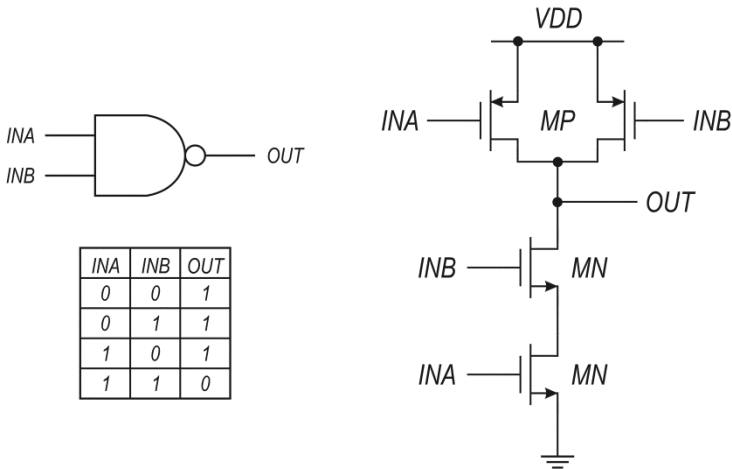 INA
INB
OUT
INA INB OUT
0 0 1
0 1 1
1 0 1
1 1 0
VDD
INA MP INB
OUT
INB MN
INA MN